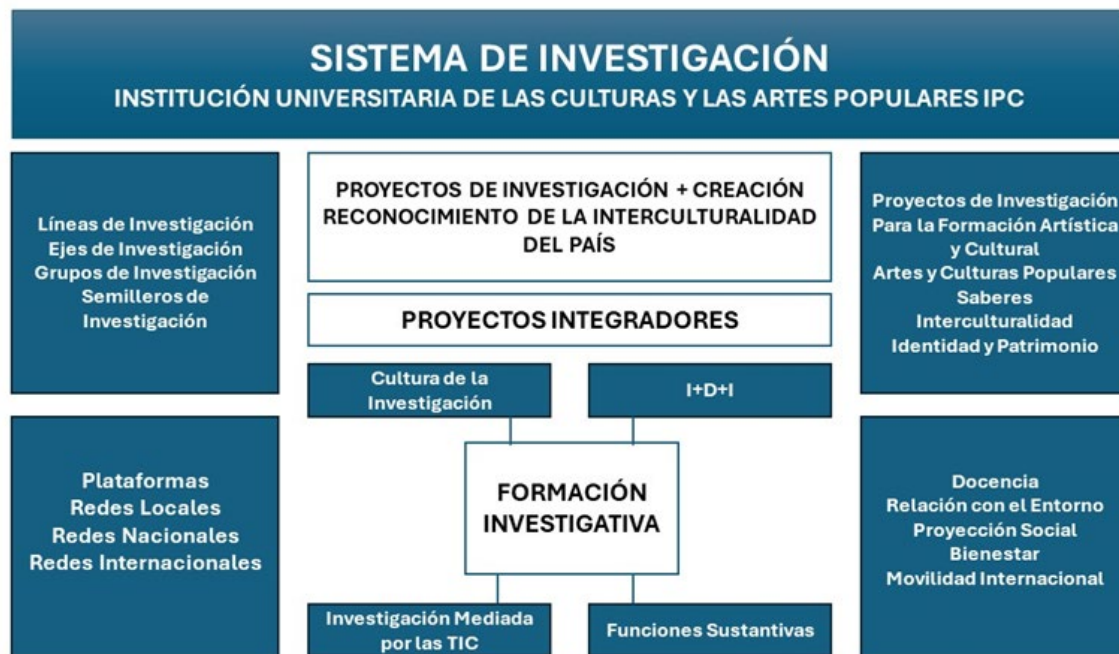 SISTEMA DE INVESTIGACIÓN
INSTITUCIÓN UNIVERSITARIA DE LAS CULTURAS Y LAS ARTES POPULARES IPC
Líneas de Investigación
Ejes de Investigación
Grupos de Investigación
Semilleros de
Investigación
PROYECTOS DE INVESTIGACIÓN + CREACIÓN
RECONOCIMIENTO DE LA INTERCULTURALIDAD
DEL PAÍS
PROYECTOS INTEGRADORES
Proyectos de Investigación
Para la Formación Artística
y Cultural
Artes y Culturas Populares
Saberes
Interculturalidad
Identidad y Patrimonio
Cultura de la
Investigación
I+D+I
Plataformas
Redes Locales
Redes Nacionales
Redes Internacionales
FORMACIÓN
INVESTIGATIVA
Docencia
Relación con el Entorno
Proyección Social
Bienestar
Movilidad Internacional
Investigación Mediada
por las TIC
Funciones Sustantivas